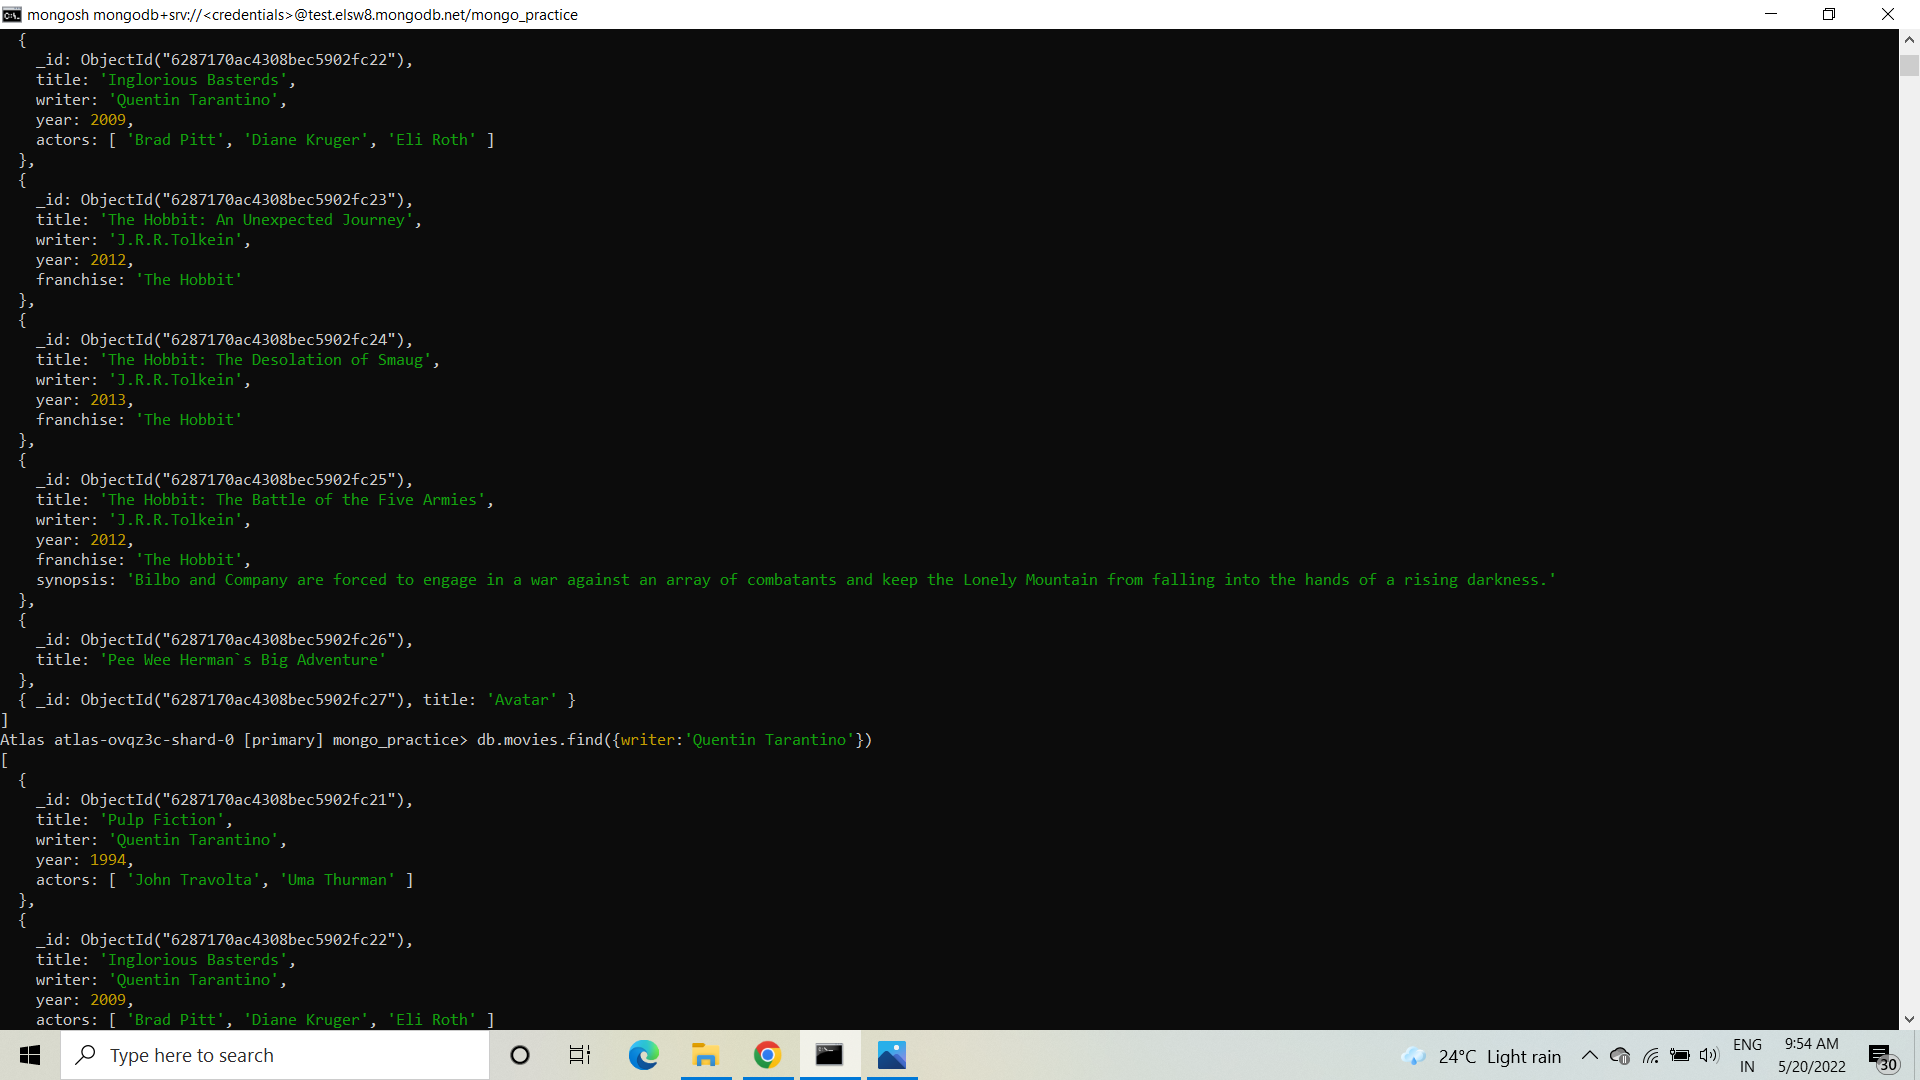 mongosh mongodb+srv://<credentials>@test.elsw8.mongodb.net/mongo_practice
{
_id: ObjectId("6287170ac4308bec5902fc22"),
title: 'Inglorious Basterds',
writer: 'Quentin Tarantino',
year: 2009,
actors: [ 'Brad Pitt', 'Diane Kruger', 'Eli Roth' ]
},
{
_id: ObjectId("6287170ac4308bec5902fc23"),
title: 'The Hobbit: An Unexpected Journey',
writer: 'J.R.R.Tolkein',
year: 2012,
franchise: 'The Hobbit'
},
{
_id: ObjectId("6287170ac4308bec5902fc24"),
title: 'The Hobbit: The Desolation of Smaug',
writer: 'J.R.R.Tolkein',
year: 2013,
franchise: 'The Hobbit'
},
{
_id: ObjectId("6287170ac4308bec5902fc25"),
title: 'The Hobbit: The Battle of the Five Armies',
writer: 'J.R.R.Tolkein',
year: 2012,
franchise: 'The Hobbit',
synopsis: 'Bilbo and Company are forced to engage in a war against an array of combatants and keep the Lonely Mountain from falling into the hands of a rising darkness.'
},
{
_id: ObjectId("6287170ac4308bec5902fc26"),
title: 'Pee Wee Herman`s Big Adventure'
},
{ _id: ObjectId("6287170ac4308bec5902fc27"), title: 'Avatar' }
]
Atlas atlas-ovqz3c-shard-0 [primary] mongo_practice> db.movies.find({writer:'Quentin Tarantino'})
[
{
_id: ObjectId("6287170ac4308bec5902fc21"),
title: 'Pulp Fiction',
writer: 'Quentin Tarantino',
year: 1994,
actors: [ 'John Travolta', 'Uma Thurman' ]
},
{
_id: ObjectId("6287170ac4308bec5902fc22"),
title: 'Inglorious Basterds',
writer: 'Quentin Tarantino',
year: 2009,
actors: [ 'Brad Pitt', 'Diane Kruger', 'Eli Roth' ]
Type here to search
24°C Light rain
ENG
IN
9:54 AM
5/20/2022
30